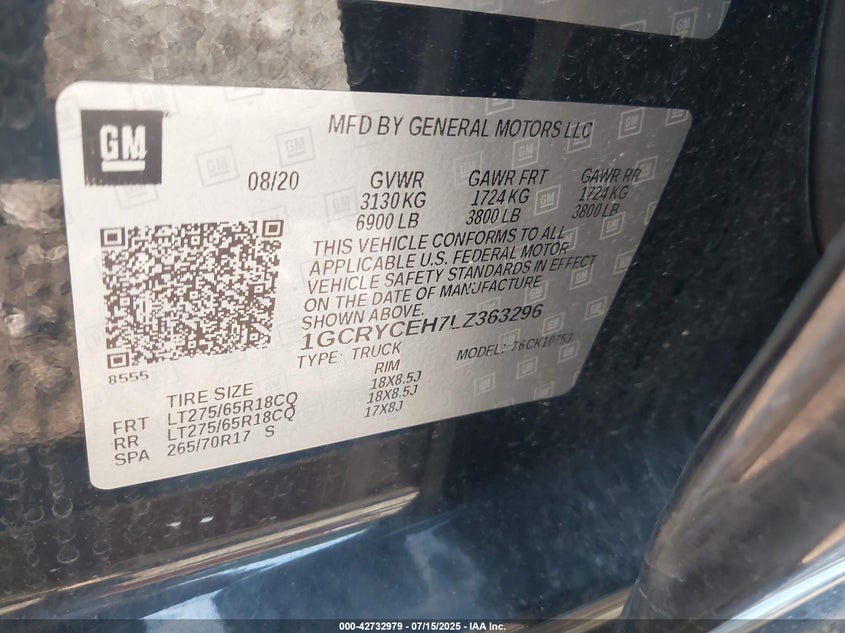 GM
MFD BY GENERAL MOTORS LLC
08/20 GVWR GAWR FRT GAWR RR
3130 KG 1724 KG 1724 KG
6900 LB 3800 LB 3800 LB
THIS VEHICLE CONFORMS TO ALL
APPLICABLE U.S. FEDERAL MOTOR
VEHICLE SAFETY STANDARDS IN EFFECT
ON THE DATE OF MANUFACTURE
SHOWN ABOVE.
1GCRYCEH7LZ363296
TYPE: TRUCK MODEL: 76CK10753
8555
TIRE SIZE RIM
FRT LT275/65R18CQ 18X8.5J
RR LT275/65R18CQ 18X8.5J
SPA 265/70R17 S 17X8J
000-42732979 - 07/15/2025 - IAA Inc.